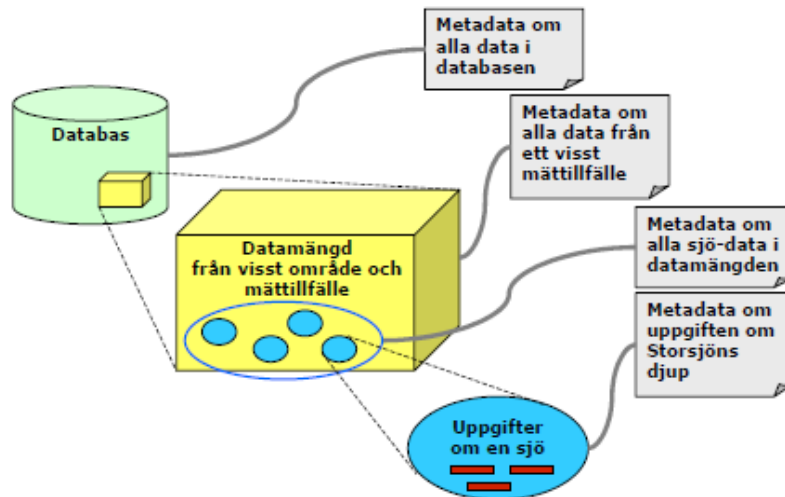 Metadata om
alla data i
databasen
Databas
Metadata om
alla data från
ett visst
mättillfälle
Datamängd
från visst område och
mättillfälle
Metadata om
alla sjö-data i
datamängden
Metadata om
uppgiften om
Storsjöns
djup
Uppgifter
om en sjö